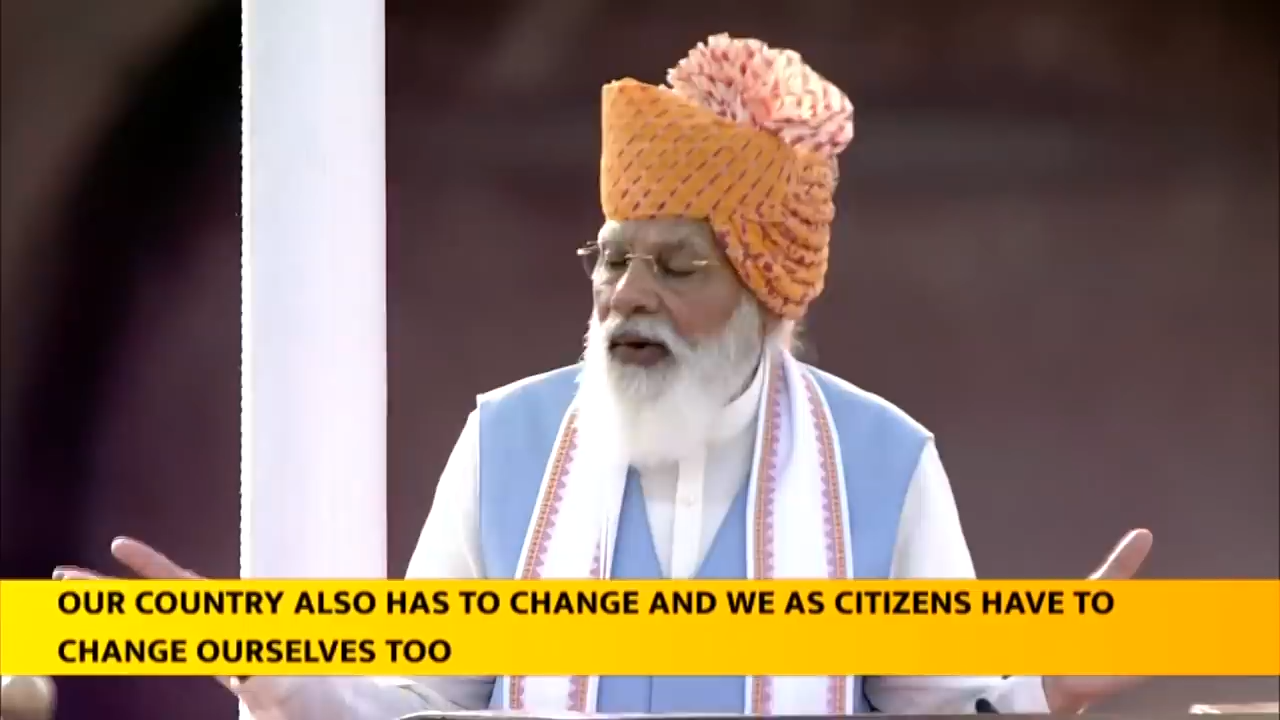 OUR COUNTRY ALSO HAS TO CHANGE AND WE AS CITIZENS HAVE TO
CHANGE OURSELVES TOO